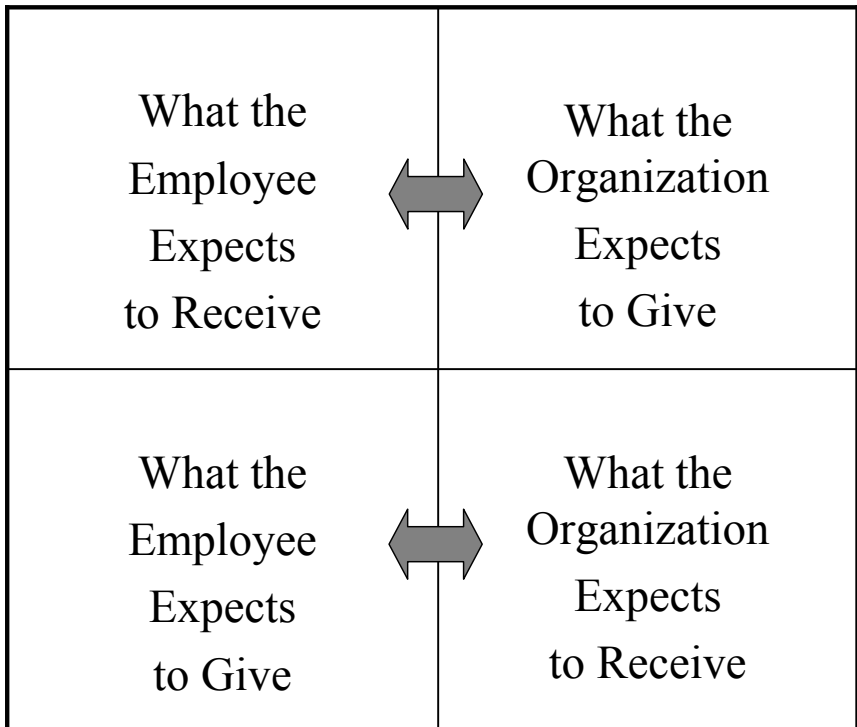 What the
Employee
Expects
to Receive
What the
Organization
Expects
to Give
What the
Employee
Expects
to Give
What the
Organization
Expects
to Receive